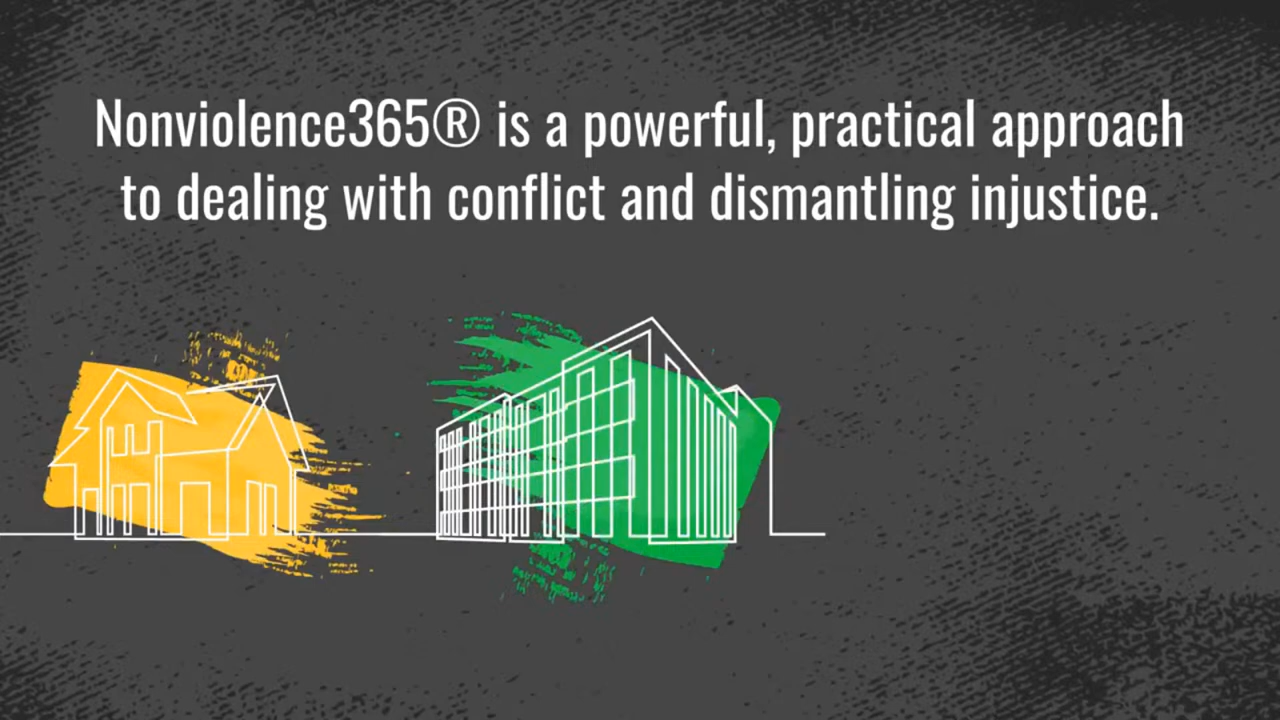 Nonviolence365® is a powerful, practical approach
to dealing with conflict and dismantling injustice.